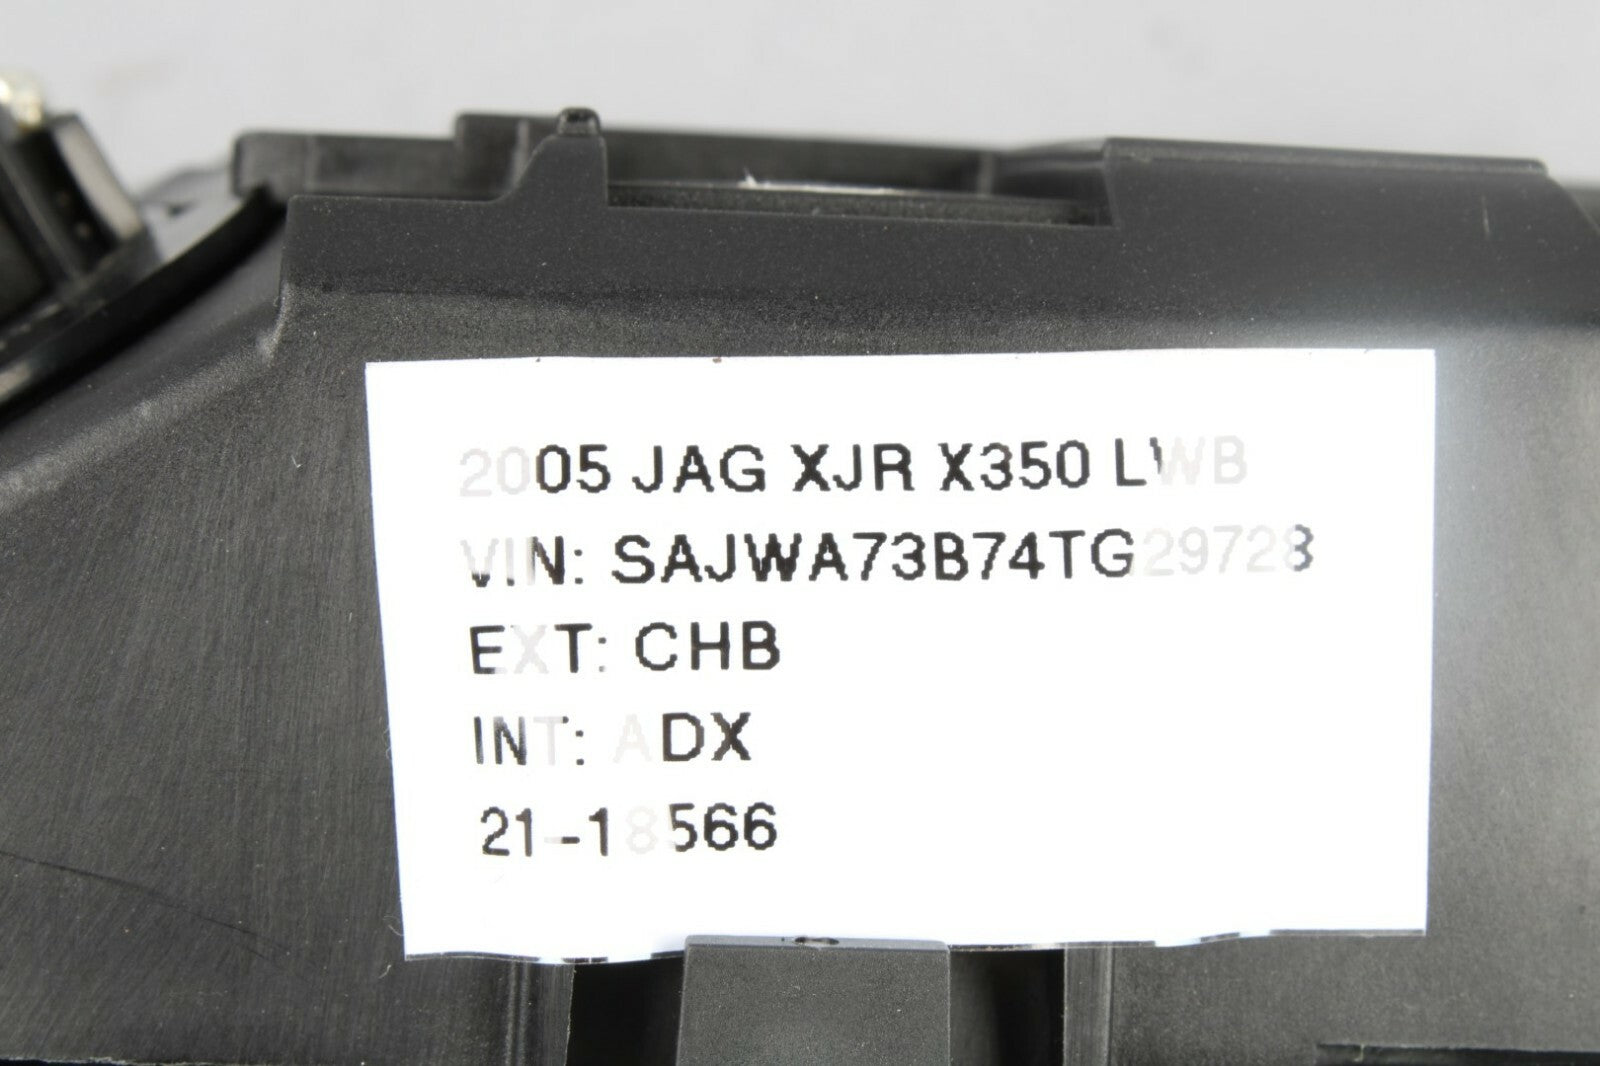 2005 JAG XJR X350 LWB
VIN: SAJWA73B74TG29728
EXT: CHB
INT: ADX
21-18566